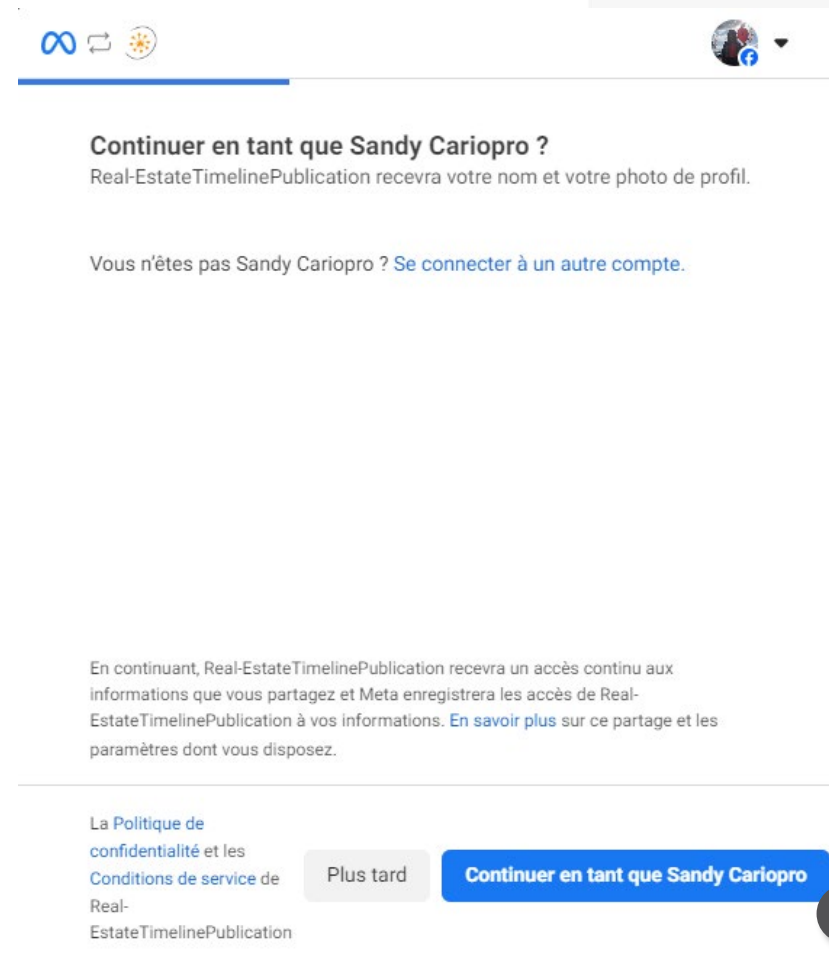 Continuer en tant que Sandy Cariopro ?
Real-EstateTimelinePublication recevra votre nom et votre photo de profil.
Vous n'êtes pas Sandy Cariopro ? Se connecter à un autre compte.
En continuant, Real-EstateTimelinePublication recevra un accès continu aux
informations que vous partagez et Meta enregistrera les accès de Real-
EstateTimelinePublication à vos informations. En savoir plus sur ce partage et les
paramètres dont vous disposez.
La Politique de
confidentialité et les
Conditions de service de
Real-
EstateTimelinePublication
Plus tard
Continuer en tant que Sandy Cariopro